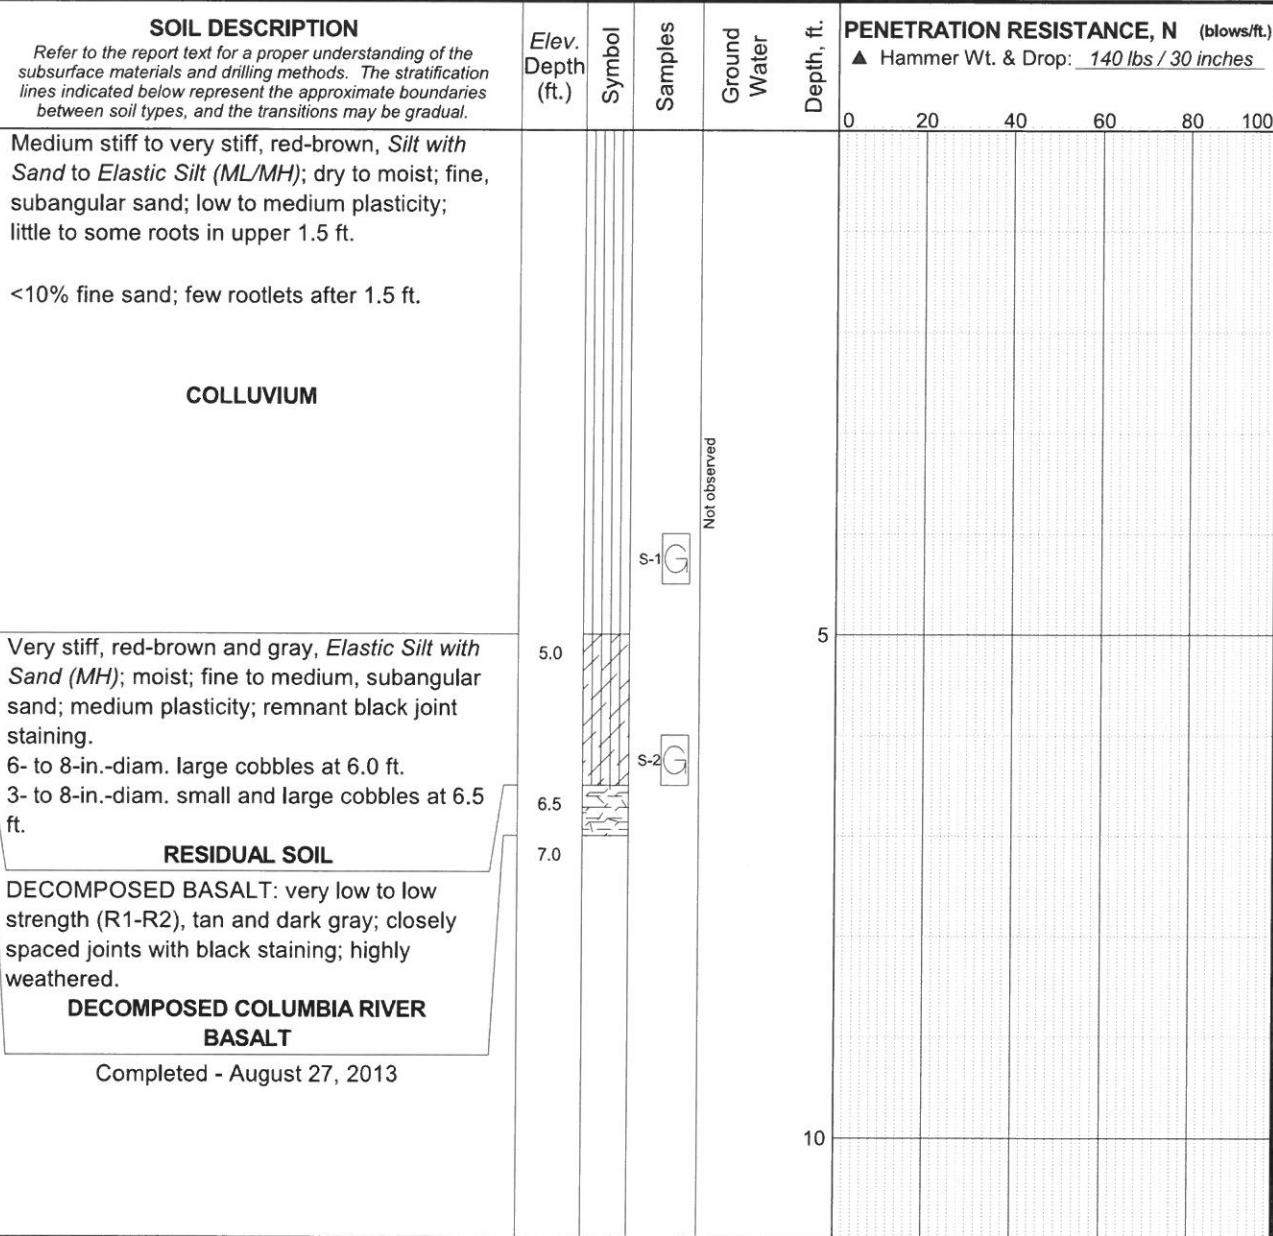 SOIL DESCRIPTION
Refer to the report text for a proper understanding of the
subsurface materials and drilling methods. The stratification
lines indicated below represent the approximate boundaries
between soil types, and the transitions may be gradual.
Elev.
Depth
(ft.)
Symbol
Samples
Ground
Water
Depth, ft.
PENETRATION RESISTANCE, N (blows/ft.)
▲ Hammer Wt. & Drop: 140 lbs / 30 inches
0 20 40 60 80 100
Medium stiff to very stiff, red-brown, Silt with
Sand to Elastic Silt (ML/MH); dry to moist; fine,
subangular sand; low to medium plasticity;
little to some roots in upper 1.5 ft.
<10% fine sand; few rootlets after 1.5 ft.
COLLUVIUM
Not observed
S-1 G
Very stiff, red-brown and gray, Elastic Silt with
Sand (MH); moist; fine to medium, subangular
sand; medium plasticity; remnant black joint
staining.
6- to 8-in.-diam. large cobbles at 6.0 ft.
3- to 8-in.-diam. small and large cobbles at 6.5
ft.
RESIDUAL SOIL
5.0
5
S-2 G
6.5
7.0
DECOMPOSED BASALT: very low to low
strength (R1-R2), tan and dark gray; closely
spaced joints with black staining; highly
weathered.
DECOMPOSED COLUMBIA RIVER
BASALT
Completed - August 27, 2013
10